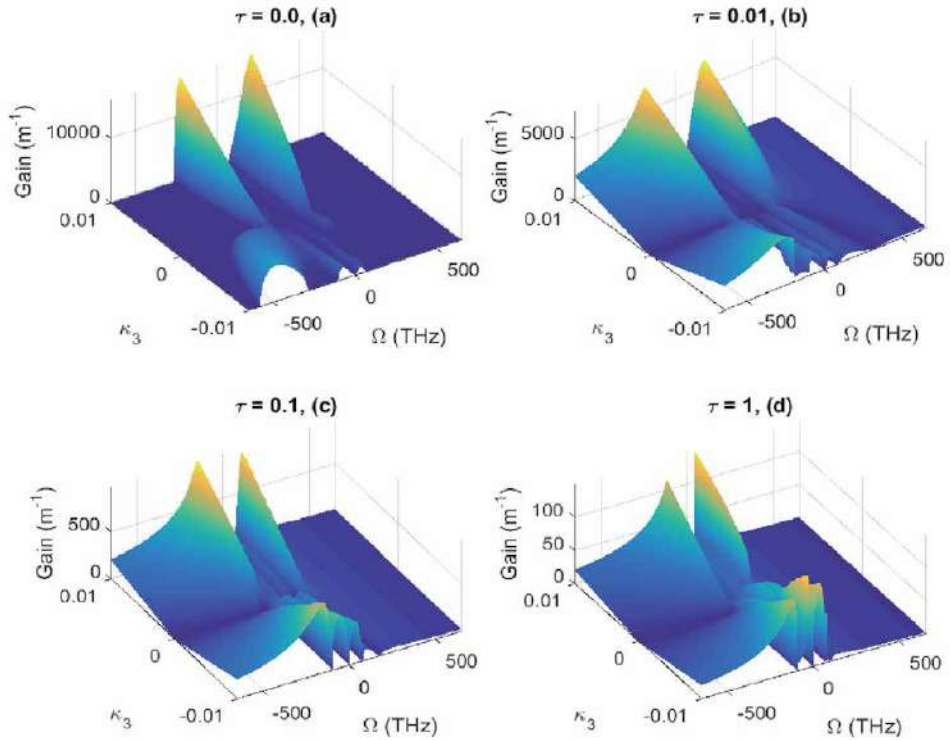 τ = 0.0, (a)
Gain (m⁻¹)
10000
0
0.01
0
-0.01
κ₃
-500
0
500
Ω (THz)
τ = 0.01, (b)
Gain (m⁻¹)
5000
0
0.01
0
-0.01
κ₃
-500
0
500
Ω (THz)
τ = 0.1, (c)
Gain (m⁻¹)
500
0
0.01
0
-0.01
κ₃
-500
0
500
Ω (THz)
τ = 1, (d)
Gain (m⁻¹)
100
50
0
0.01
0
-0.01
κ₃
-500
0
500
Ω (THz)